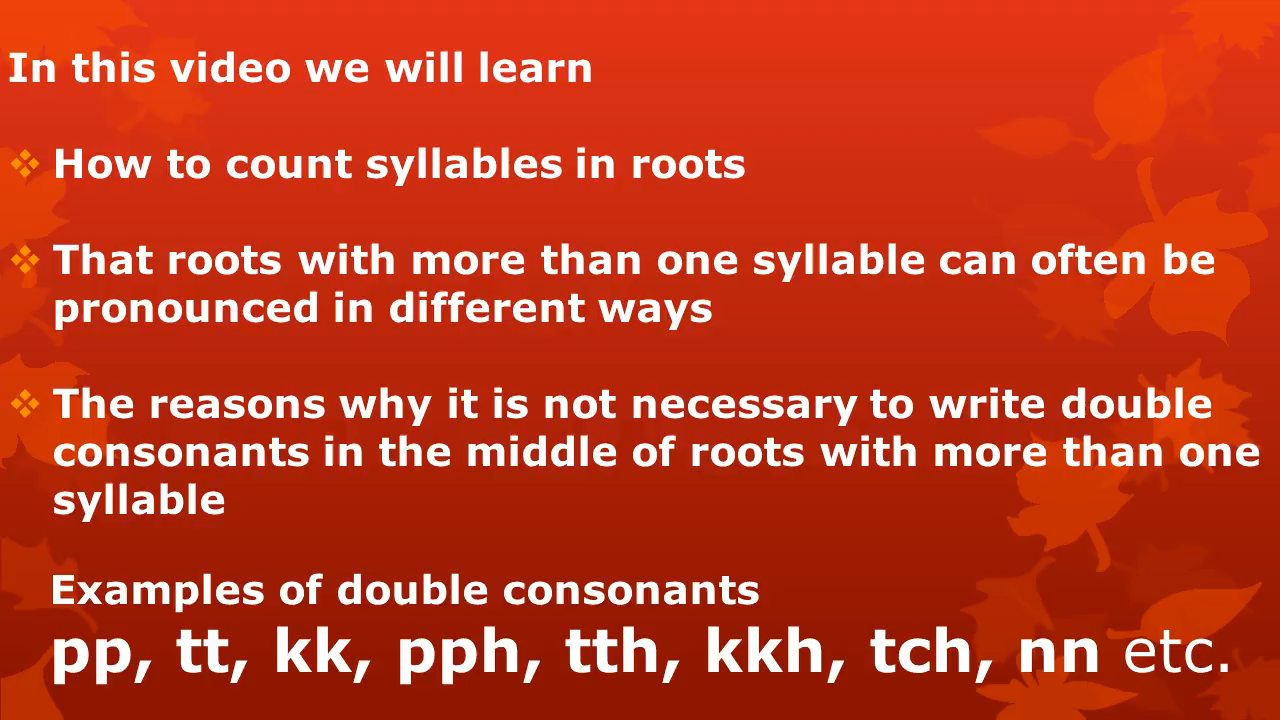 In this video we will learn
❖ How to count syllables in roots
❖ That roots with more than one syllable can often be
pronounced in different ways
❖ The reasons why it is not necessary to write double
consonants in the middle of roots with more than one
syllable
Examples of double consonants
pp, tt, kk, pph, tth, kkh, tch, nn etc.